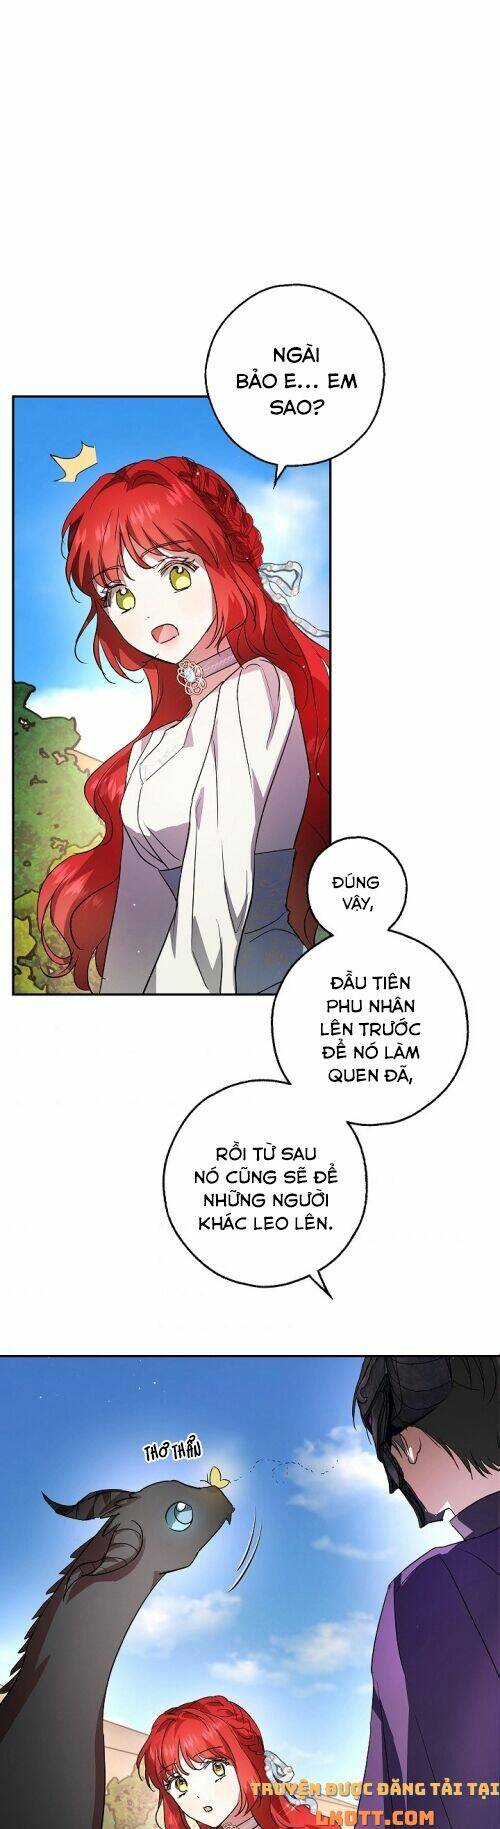 NGÀI
BẢO E... EM
SAO?
ĐÚNG
VẬY,
ĐẦU TIÊN
PHU NHÂN
LÊN TRƯỚC
ĐỂ NÓ LÀM
QUEN ĐÃ,
RỒI TỪ SAU
NÓ CŨNG SẼ ĐỂ
NHỮNG NGƯỜI
KHÁC LEO LÊN.
THƠ THẨN
TRUYỆN ĐƯỢC ĐĂNG TẢI TẠI
LKDTT.COM